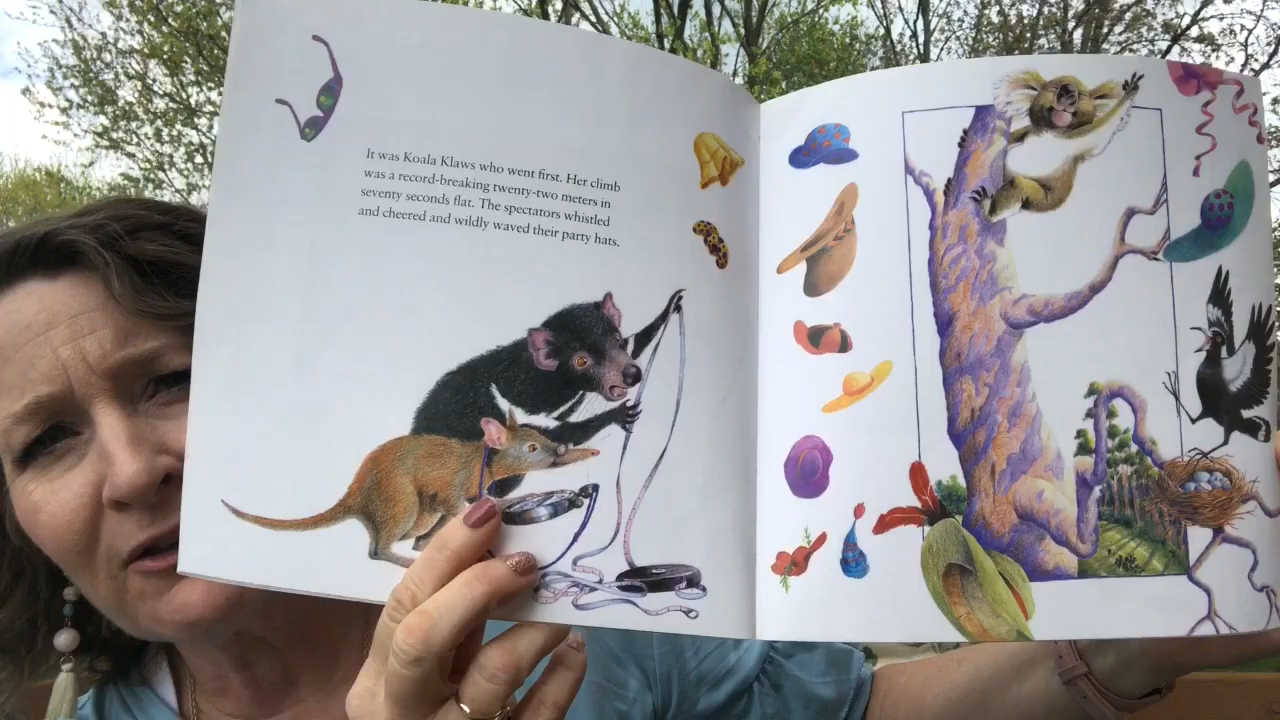 It was Koala Klaws who went first. Her climb
was a record-breaking twenty-two meters in
seventy seconds flat. The spectators whistled
and cheered and wildly waved their party hats.